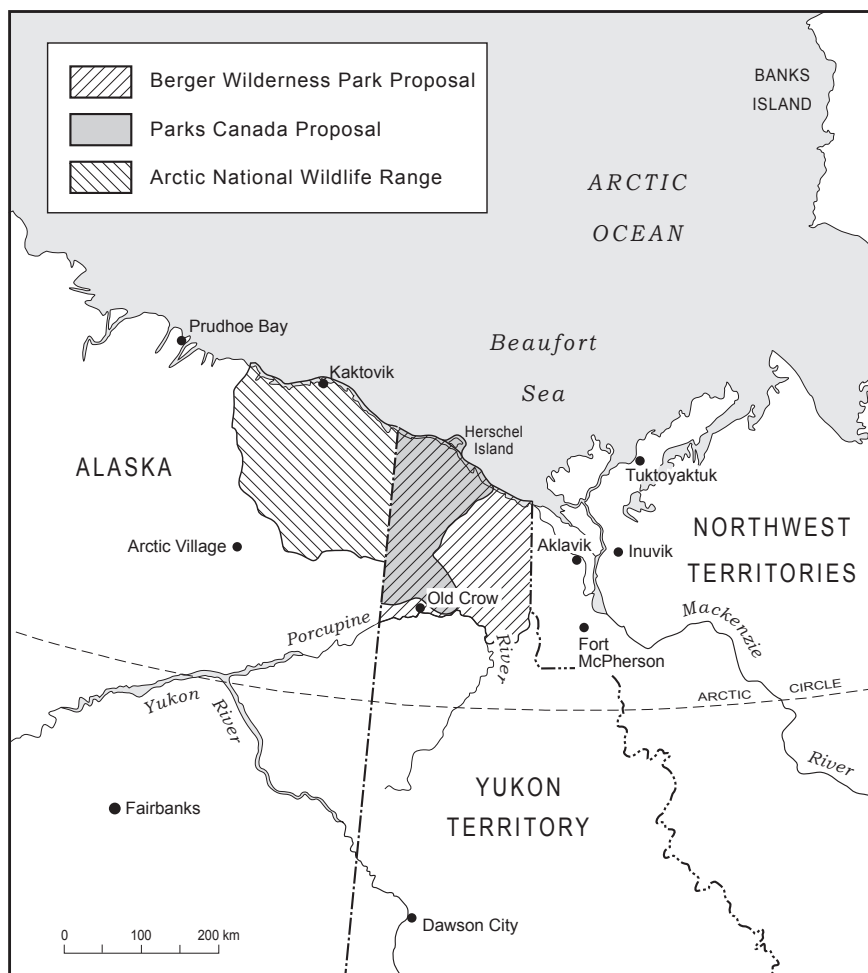 Berger Wilderness Park Proposal
Parks Canada Proposal
Arctic National Wildlife Range
BANKS
ISLAND
ARCTIC
OCEAN
Prudhoe Bay
Beaufort
Sea
Kaktovik
Herschel
Island
Tuktoyaktuk
ALASKA
NORTHWEST
TERRITORIES
Arctic Village
Aklavik
Inuvik
Old Crow
Mackenzie
River
Porcupine
River
Fort
McPherson
ARCTIC CIRCLE
Yukon
River
YUKON
TERRITORY
Fairbanks
Dawson City
0 100 200 km